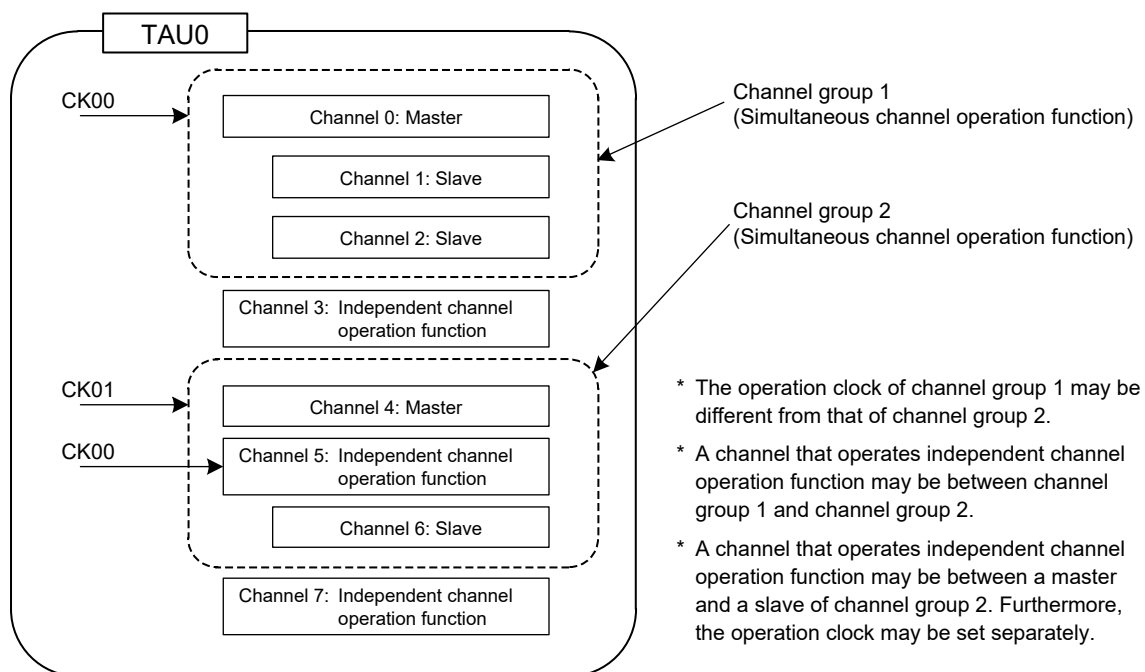 TAU0
CK00
Channel 0: Master
Channel 1: Slave
Channel 2: Slave
Channel group 1
(Simultaneous channel operation function)
Channel group 2
(Simultaneous channel operation function)
Channel 3: Independent channel
operation function
CK01
Channel 4: Master
CK00
Channel 5: Independent channel
operation function
Channel 6: Slave
Channel 7: Independent channel
operation function
* The operation clock of channel group 1 may be
different from that of channel group 2.
* A channel that operates independent channel
operation function may be between channel
group 1 and channel group 2.
* A channel that operates independent channel
operation function may be between a master
and a slave of channel group 2. Furthermore,
the operation clock may be set separately.